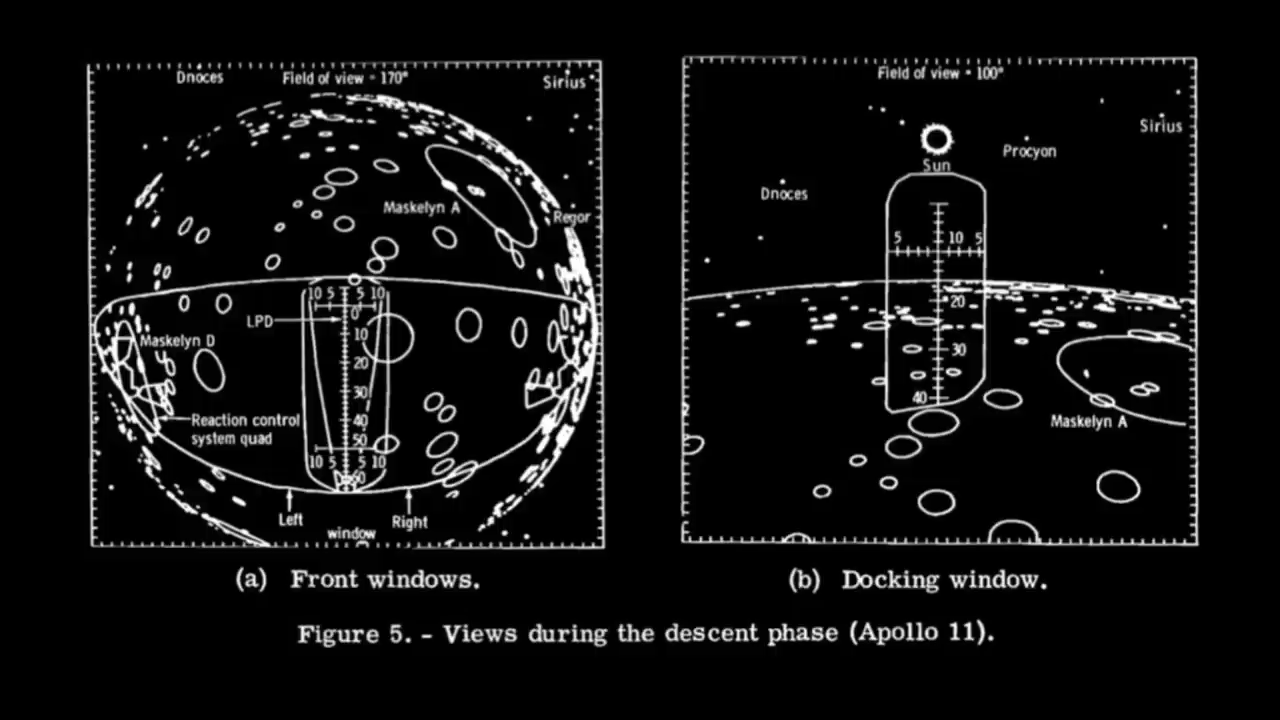 Dnoces
Field of view = 170°
Sirius
Maskelyn A
Regor
10 5 5 10
LPD
0
10
20
30
40
50
60
Maskelyn D
Reaction control
system quad
10 5 5 10
Left
Right
window
(a) Front windows.
Field of view = 100°
Sirius
Procyon
Sun
Dnoces
5 10 5
20
30
40
Maskelyn A
(b) Docking window.
Figure 5. - Views during the descent phase (Apollo 11).